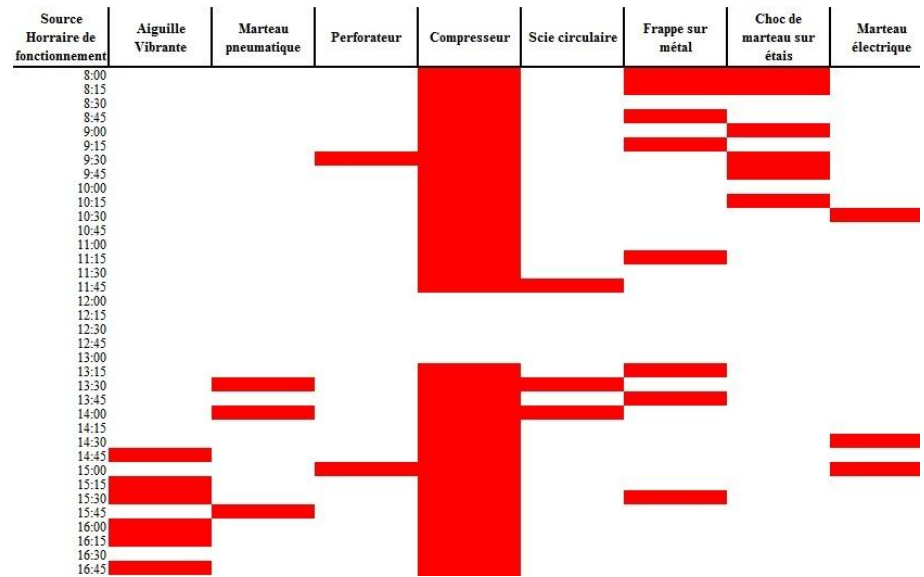 Source
Horraire de
fonctionnement
Aiguille
Vibrante
Marteau
pneumatique
Perforateur
Compresseur
Scie circulaire
Frappe sur
métal
Choc de
marteau sur
étais
Marteau
électrique
8:00
8:15
8:30
8:45
9:00
9:15
9:30
9:45
10:00
10:15
10:30
10:45
11:00
11:15
11:30
11:45
12:00
12:15
12:30
12:45
13:00
13:15
13:30
13:45
14:00
14:15
14:30
14:45
15:00
15:15
15:30
15:45
16:00
16:15
16:30
16:45